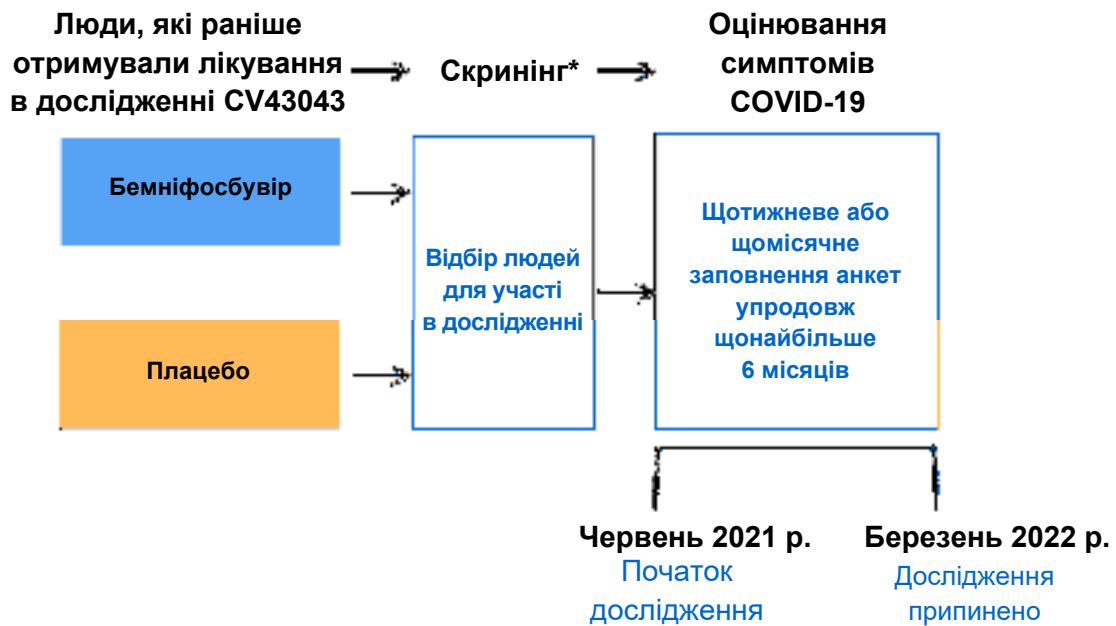 Люди, які раніше
отримували лікування
в дослідженні CV43043
Скринінг*
Оцінювання
симптомів
COVID-19
Бемніфосбувір
Плацебо
Відбір людей
для участі
в дослідженні
Щотижневе або
щомісячне
заповнення анкет
упродовж
щонайбільше
6 місяців
Червень 2021 р.
Початок
дослідження
Березень 2022 р.
Дослідження
припинено